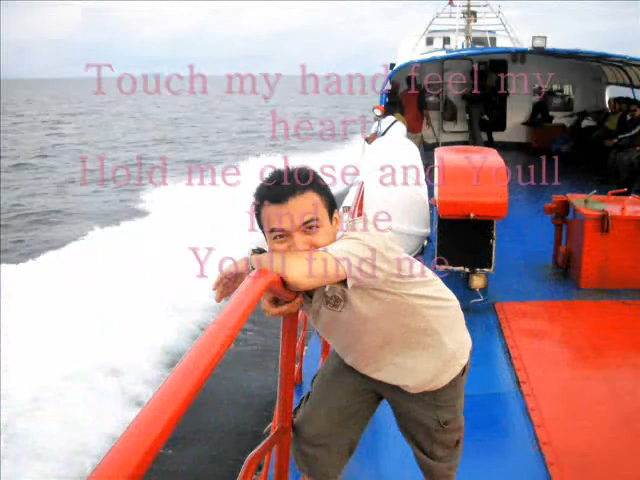 Touch my hand feel my
heart
Hold me close and Youll
find me
Youll find me